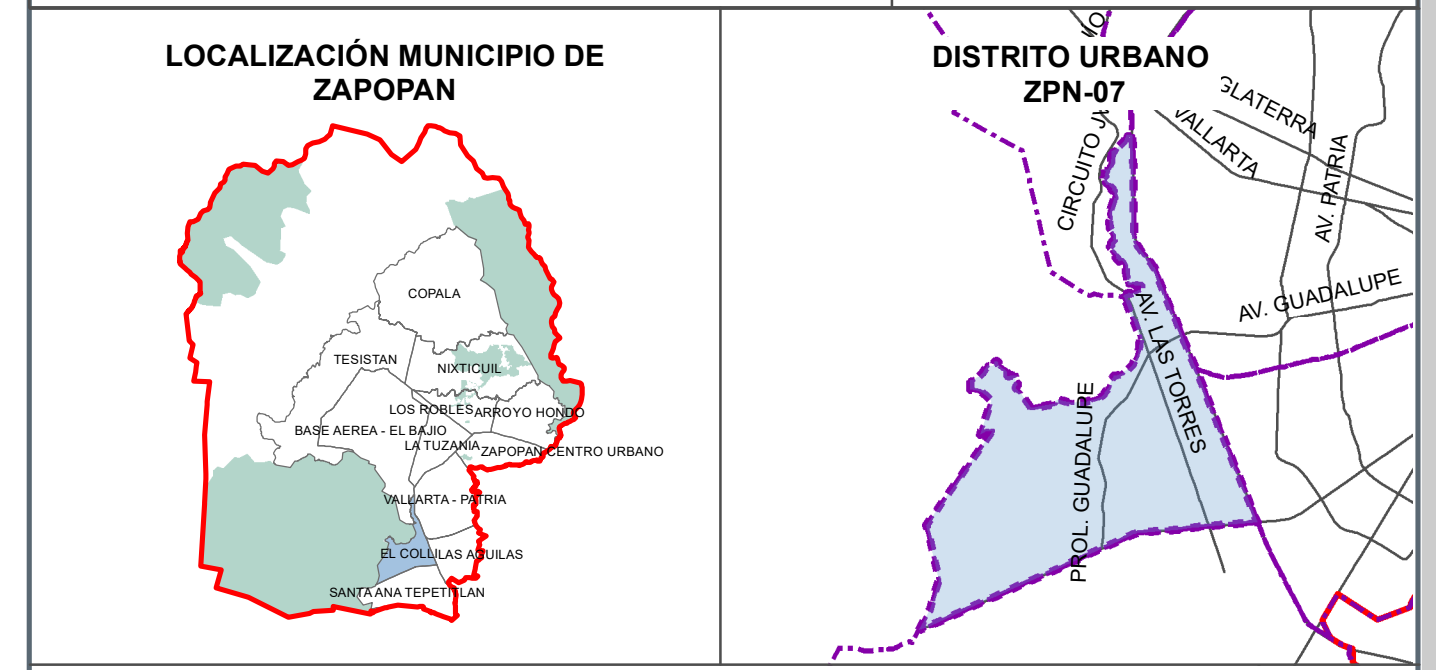 LOCALIZACIÓN MUNICIPIO DE
ZAPOPAN
COPALA
TESISTAN
NIXTICUIL
LOS ROBLES
ARROYO HONDO
BASE AEREA - EL BAJIO
LA TUZANIA
ZAPOPAN CENTRO URBANO
VALLARTA - PATRIA
EL COLLI
LAS AGUILAS
SANTA ANA TEPETITLAN
DISTRITO URBANO
ZPN-07
GLATERRA
VALLARTA
CIRCUITO
AV. PATRIA
AV. GUADALUPE
AV. LAS TORRES
PROL. GUADALUPE